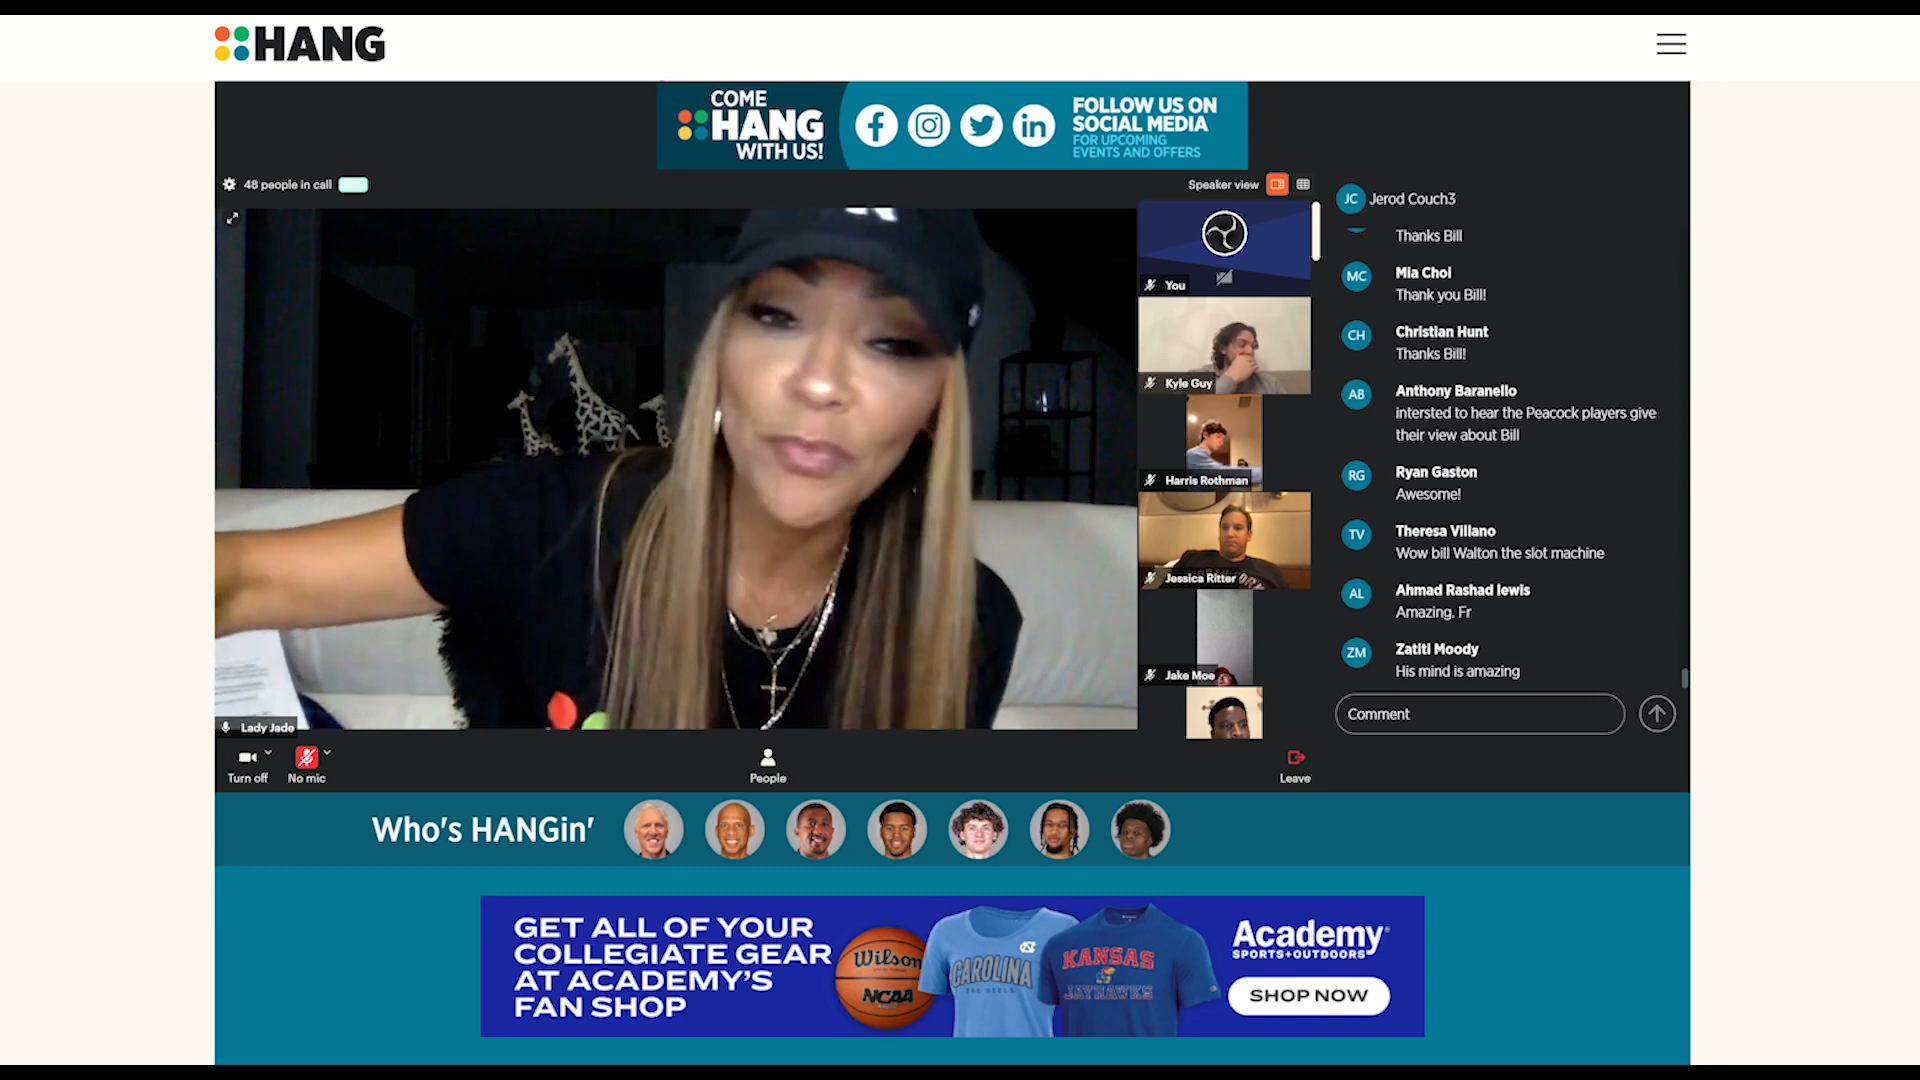 HANG
COME
HANG
WITH US!
FOLLOW US ON
SOCIAL MEDIA
FOR UPCOMING
EVENTS AND OFFERS
48 people in call
Speaker view
You
Kyle Guy
Harris Rothman
Jessica Ritter
Jake Moe
Lady Jade
Turn off
No mic
People
Leave
JC Jerod Couch3
Thanks Bill
MC Mia Choi
Thank you Bill!
CH Christian Hunt
Thanks Bill!
AB Anthony Baranello
intersted to hear the Peacock players give
their view about Bill
RG Ryan Gaston
Awesome!
TV Theresa Villano
Wow bill Walton the slot machine
AL Ahmad Rashad lewis
Amazing. Fr
ZM Zatiti Moody
His mind is amazing
Comment
Who's HANGin'
GET ALL OF YOUR
COLLEGIATE GEAR
AT ACADEMY'S
FAN SHOP
Wilson
NCAA
CAROLINA
TAR HEELS
KANSAS
JAYHAWKS
Academy
SPORTS+OUTDOORS
SHOP NOW